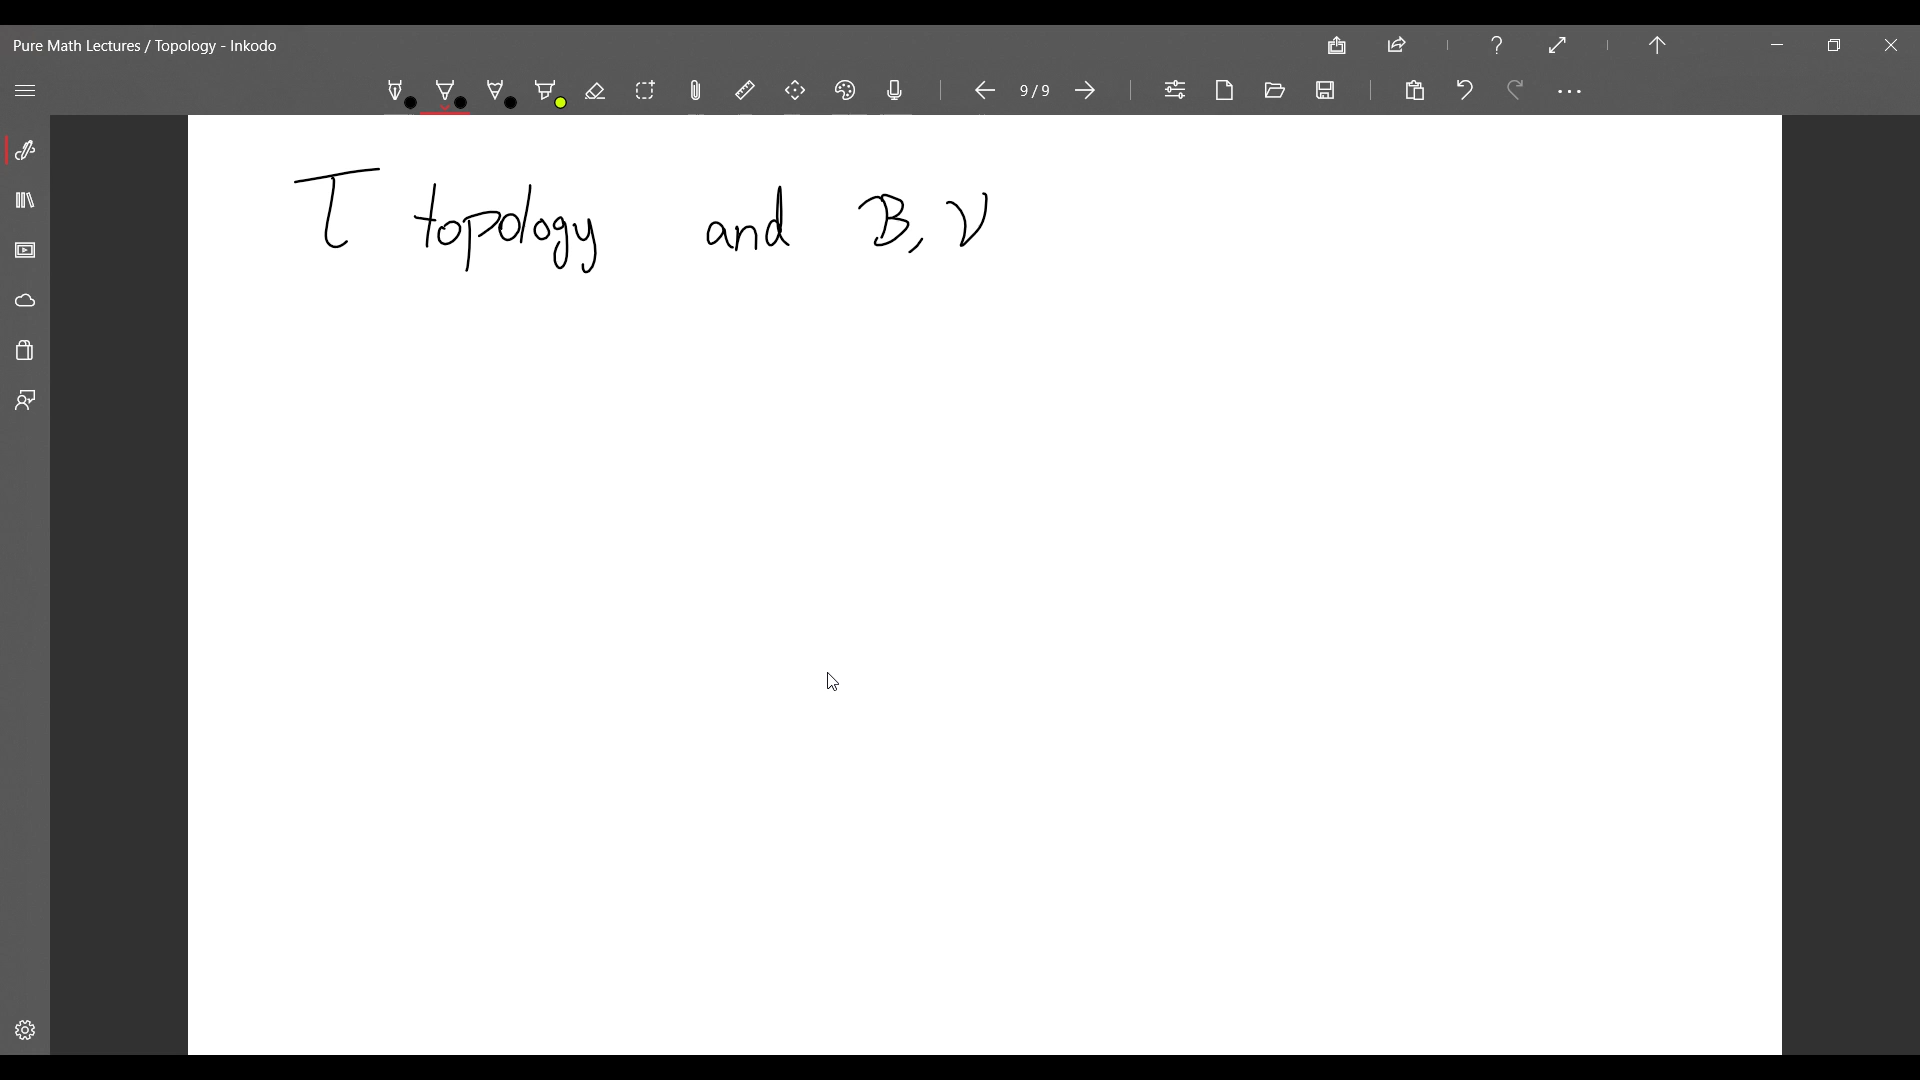 Pure Math Lectures / Topology - Inkodo
9 / 9
τ topology and B, V